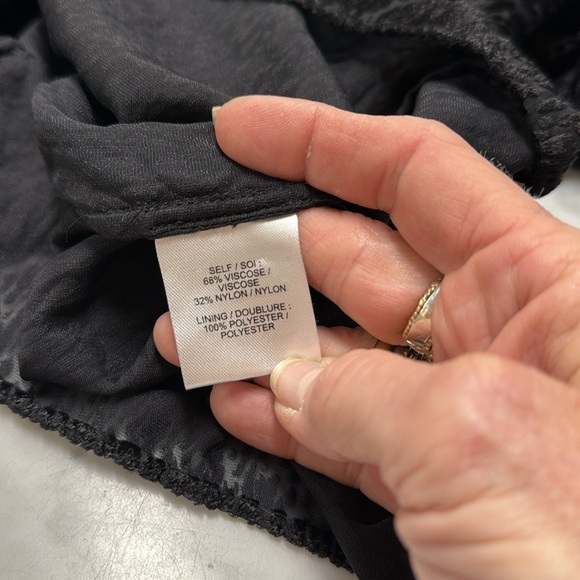 SELF / SOI :
68% VISCOSE /
VISCOSE
32% NYLON / NYLON
LINING / DOUBLURE :
100% POLYESTER /
POLYESTER